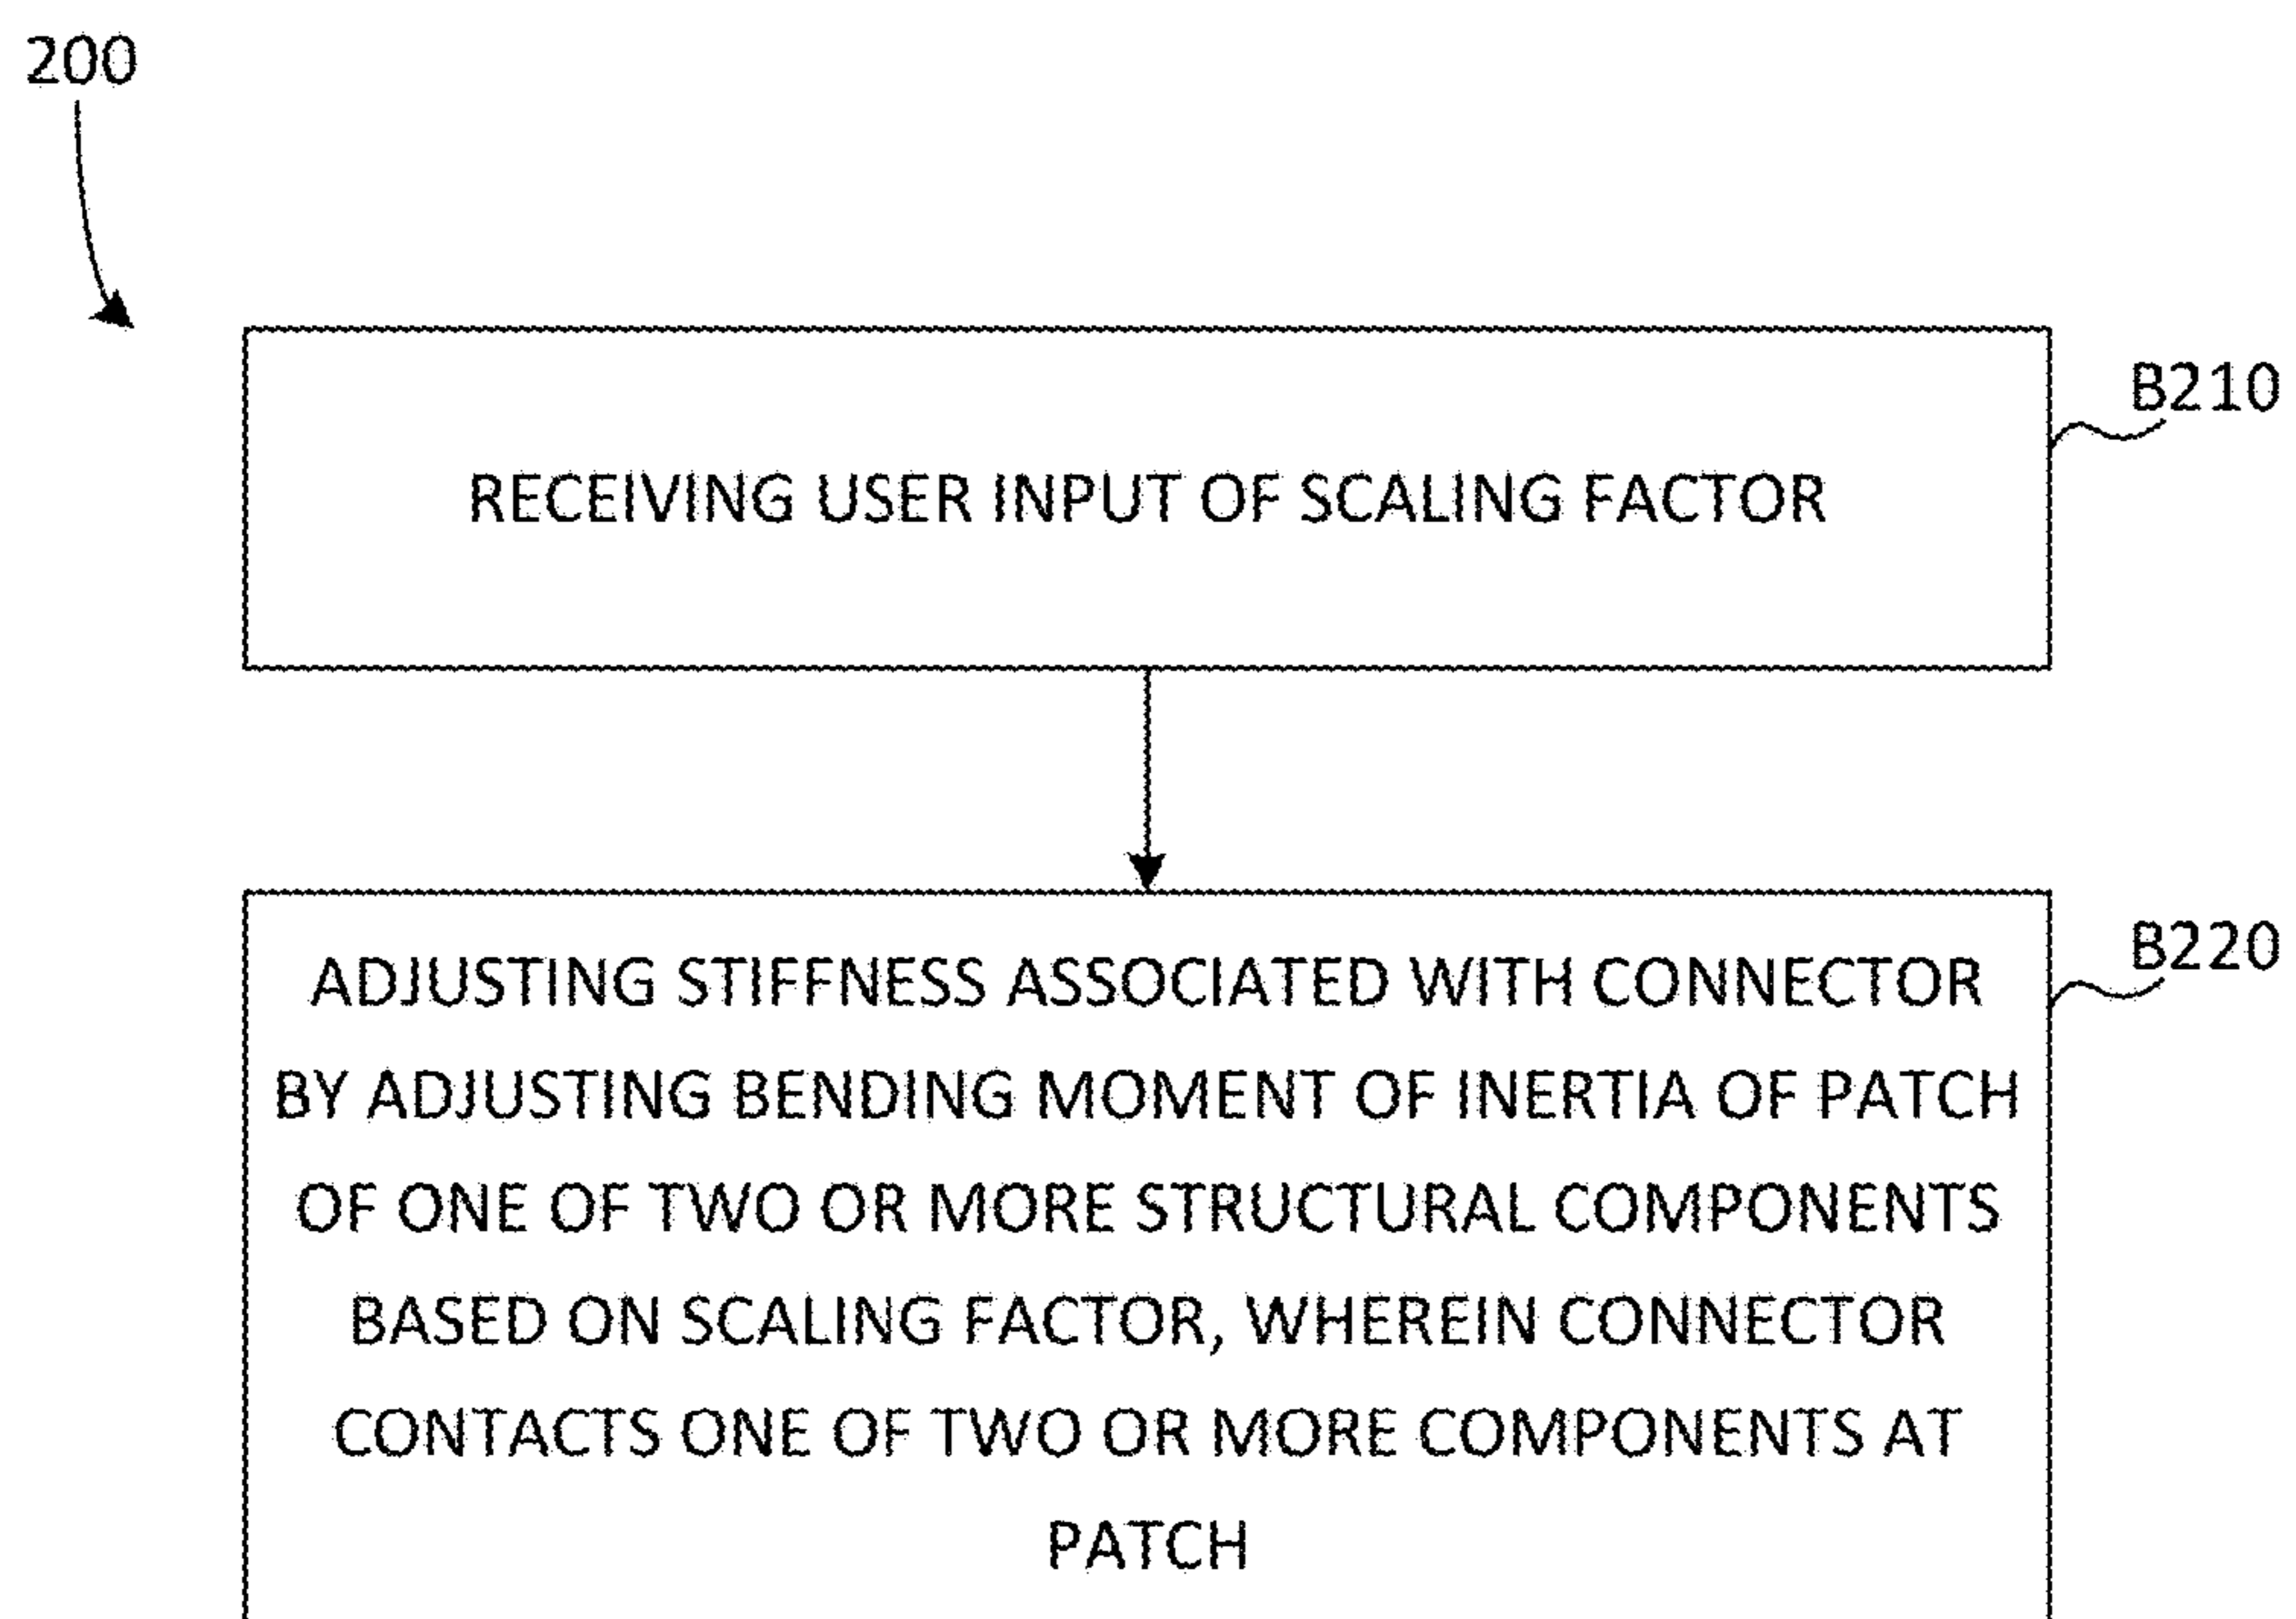 200
B210
RECEIVING USER INPUT OF SCALING FACTOR
B220
ADJUSTING STIFFNESS ASSOCIATED WITH CONNECTOR
BY ADJUSTING BENDING MOMENT OF INERTIA OF PATCH
OF ONE OF TWO OR MORE STRUCTURAL COMPONENTS
BASED ON SCALING FACTOR, WHEREIN CONNECTOR
CONTACTS ONE OF TWO OR MORE COMPONENTS AT
PATCH